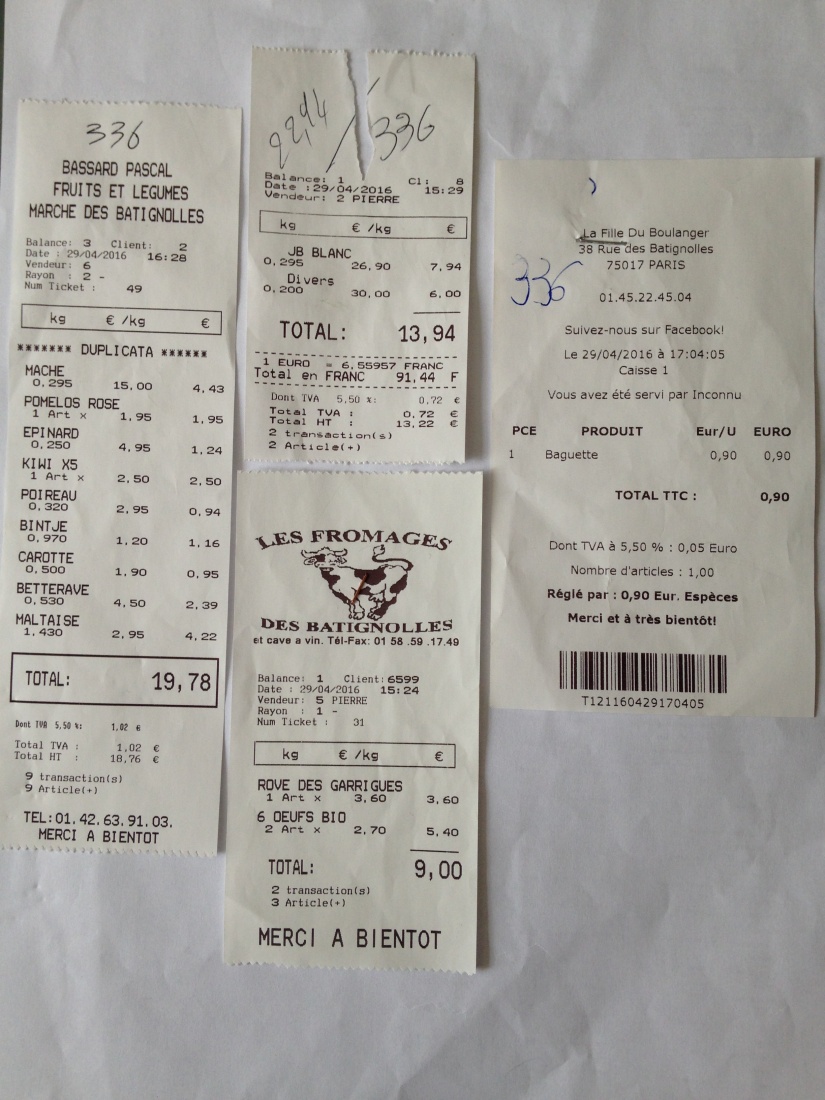 336
BASSARD PASCAL
FRUITS ET LEGUMES
MARCHE DES BATIGNOLLES
Balance: 3 Client: 2
Date : 29/04/2016 16:28
Vendeur: 6
Rayon : 2 -
Num Ticket : 49
kg € /kg €
******* DUPLICATA ******
MACHE
0,295 15,00 4,43
POMELOS ROSE
1 Art x 1,95 1,95
EPINARD
0,250 4,95 1,24
KIWI X5
1 Art x 2,50 2,50
POIREAU
0,320 2,95 0,94
BINTJE
0,970 1,20 1,16
CAROTTE
0,500 1,90 0,95
BETTERAVE
0,530 4,50 2,39
MALTAISE
1,430 2,95 4,22
TOTAL: 19,78
Dont TVA 5,50 %: 1,02 €
Total TVA : 1,02 €
Total HT : 18,76 €
9 transaction(s)
9 Article(+)
TEL:01.42.63.91.03.
MERCI A BIENTOT
22,94 / 336
Balance: 1 Cl: 8
Date :29/04/2016 15:29
Vendeur: 2 PIERRE
kg € /kg €
JB BLANC
0,295 26,90 7,94
Divers
0,200 30,00 6,00
TOTAL: 13,94
1 EURO = 6,55957 FRANC
Total en FRANC 91,44 F
Dont TVA 5,50 %: 0,72 €
Total TVA : 0,72 €
Total HT : 13,22 €
2 transaction(s)
2 Article(+)
LES FROMAGES
DES BATIGNOLLES
et cave a vin. Tél-Fax: 01 58 .59 .17.49
Balance: 1 Client:6599
Date : 29/04/2016 15:24
Vendeur: 5 PIERRE
Rayon : 1 -
Num Ticket : 31
kg € /kg €
ROVE DES GARRIGUES
1 Art x 3,60 3,60
6 OEUFS BIO
2 Art x 2,70 5,40
TOTAL: 9,00
2 transaction(s)
3 Article(+)
MERCI A BIENTOT
La Fille Du Boulanger
38 Rue des Batignolles
75017 PARIS
336
01.45.22.45.04
Suivez-nous sur Facebook!
Le 29/04/2016 à 17:04:05
Caisse 1
Vous avez été servi par Inconnu
PCE PRODUIT Eur/U EURO
1 Baguette 0,90 0,90
TOTAL TTC : 0,90
Dont TVA à 5,50 % : 0,05 Euro
Nombre d'articles : 1,00
Réglé par : 0,90 Eur. Espèces
Merci et à très bientôt!
T121160429170405